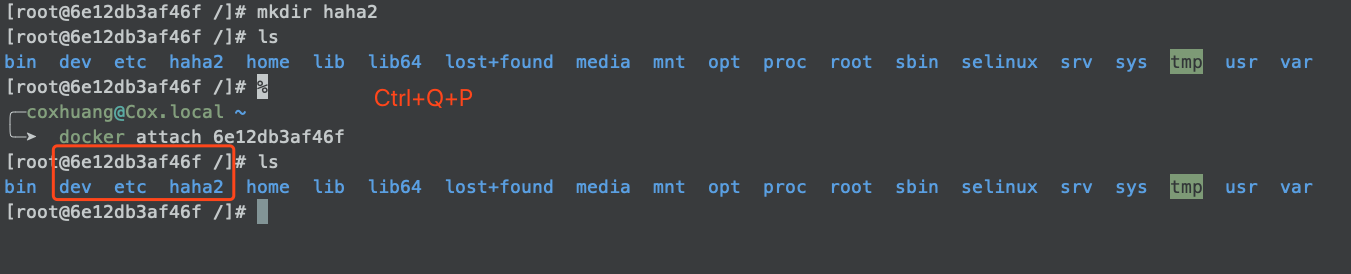 [root@6e12db3af46f /]# mkdir haha2
[root@6e12db3af46f /]# ls
bin dev etc haha2 home lib lib64 lost+found media mnt opt proc root sbin selinux srv sys tmp usr var
[root@6e12db3af46f /]# %
Ctrl+Q+P
coxhuang@Cox.local ~
docker attach 6e12db3af46f
[root@6e12db3af46f /]# ls
bin dev etc haha2 home lib lib64 lost+found media mnt opt proc root sbin selinux srv sys tmp usr var
[root@6e12db3af46f /]#